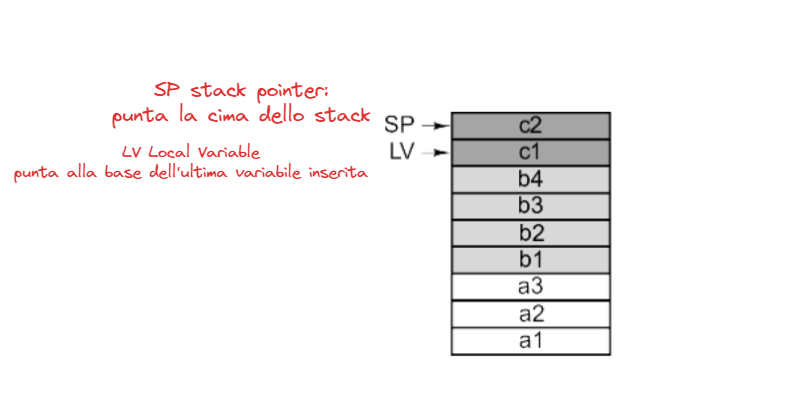 SP stack pointer:
punta la cima dello stack
LV Local Variable
punta alla base dell'ultima variabile inserita
SP
LV
c2
c1
b4
b3
b2
b1
a3
a2
a1